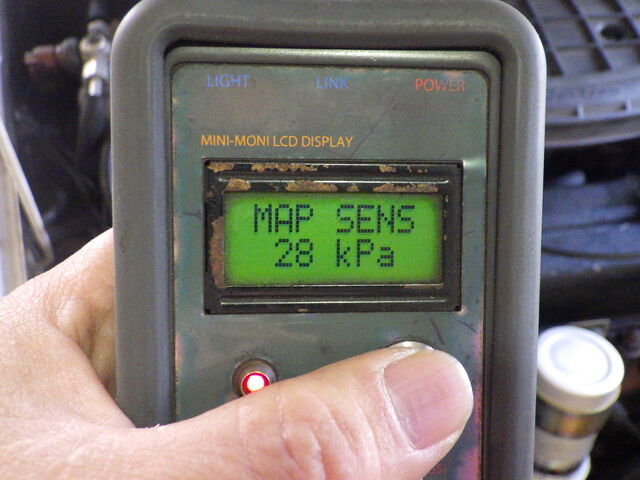 LIGHT LINK POWER
MINI-MONI LCD DISPLAY
MAP SENS
28 kPa